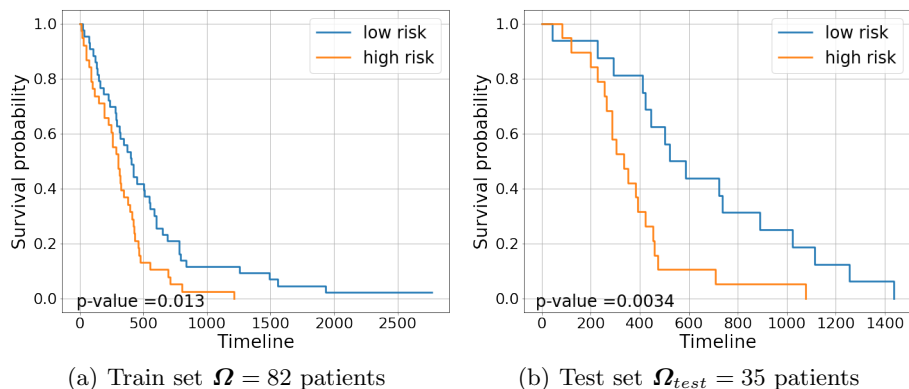 1.0
0.8
0.6
0.4
0.2
0.0
Survival probability
low risk
high risk
p-value =0.013
0 500 1000 1500 2000 2500
Timeline
(a) Train set Ω = 82 patients
1.0
0.8
0.6
0.4
0.2
0.0
Survival probability
low risk
high risk
p-value =0.0034
0 200 400 600 800 1000 1200 1400
Timeline
(b) Test set Ω_test = 35 patients